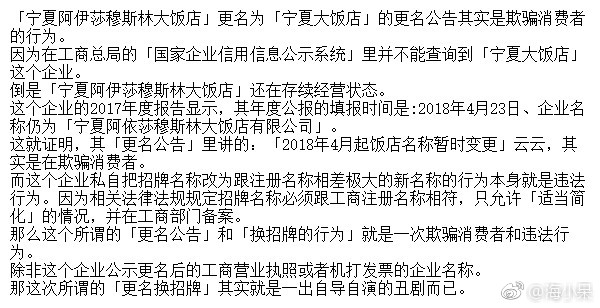 「宁夏阿伊莎穆斯林大饭店」更名为「宁夏大饭店」的更名公告其实是欺骗消费者
的行为。
因为在工商总局的「国家企业信用信息公示系统」里并不能查询到「宁夏大饭店」
这个企业。
倒是「宁夏阿伊莎穆斯林大饭店」还在存续经营状态。
这个企业的2017年度报告显示，其年度公报的填报时间是:2018年4月23日、企业名
称仍为「宁夏阿依莎穆斯林大饭店有限公司」。
这就证明，其「更名公告」里讲的：「2018年4月起饭店名称暂时变更」云云，其
实是在欺骗消费者。
而这个企业私自把招牌名称改为跟注册名称相差极大的新名称的行为本身就是违法
行为。因为相关法律法规规定招牌名称必须跟工商注册名称相符，只允许「适当简
化」的情况，并在工商部门备案。
那么这个所谓的「更名公告」和「换招牌的行为」就是一次欺骗消费者和违法行
为。
除非这个企业公示更名后的工商营业执照或者机打发票的企业名称。
那这次所谓的「更名换招牌」其实就是一出自导自演的丑剧而已。
@海小呆